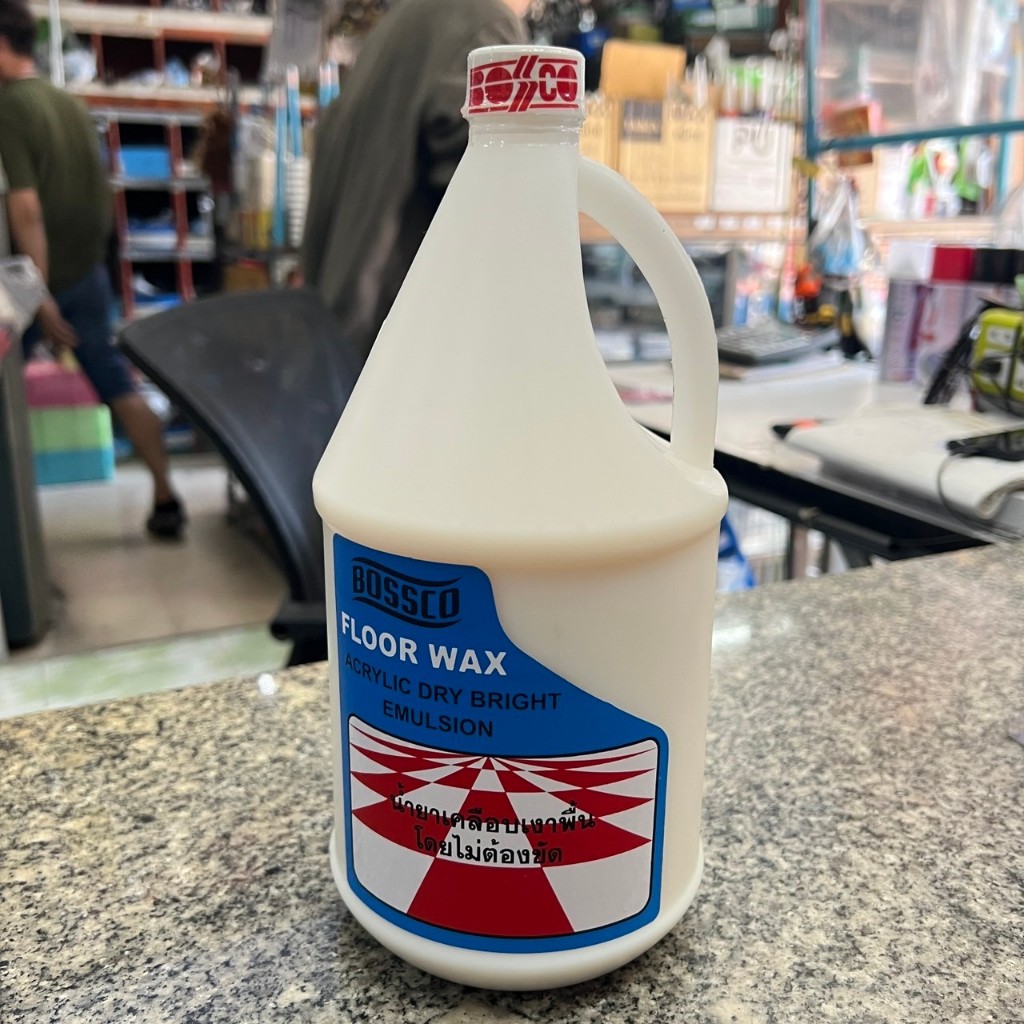 BOSSCO
BOSSCO
FLOOR WAX
ACRYLIC DRY BRIGHT
EMULSION
น้ำยาเคลือบเงาพื้น
โดยไม่ต้องขัด